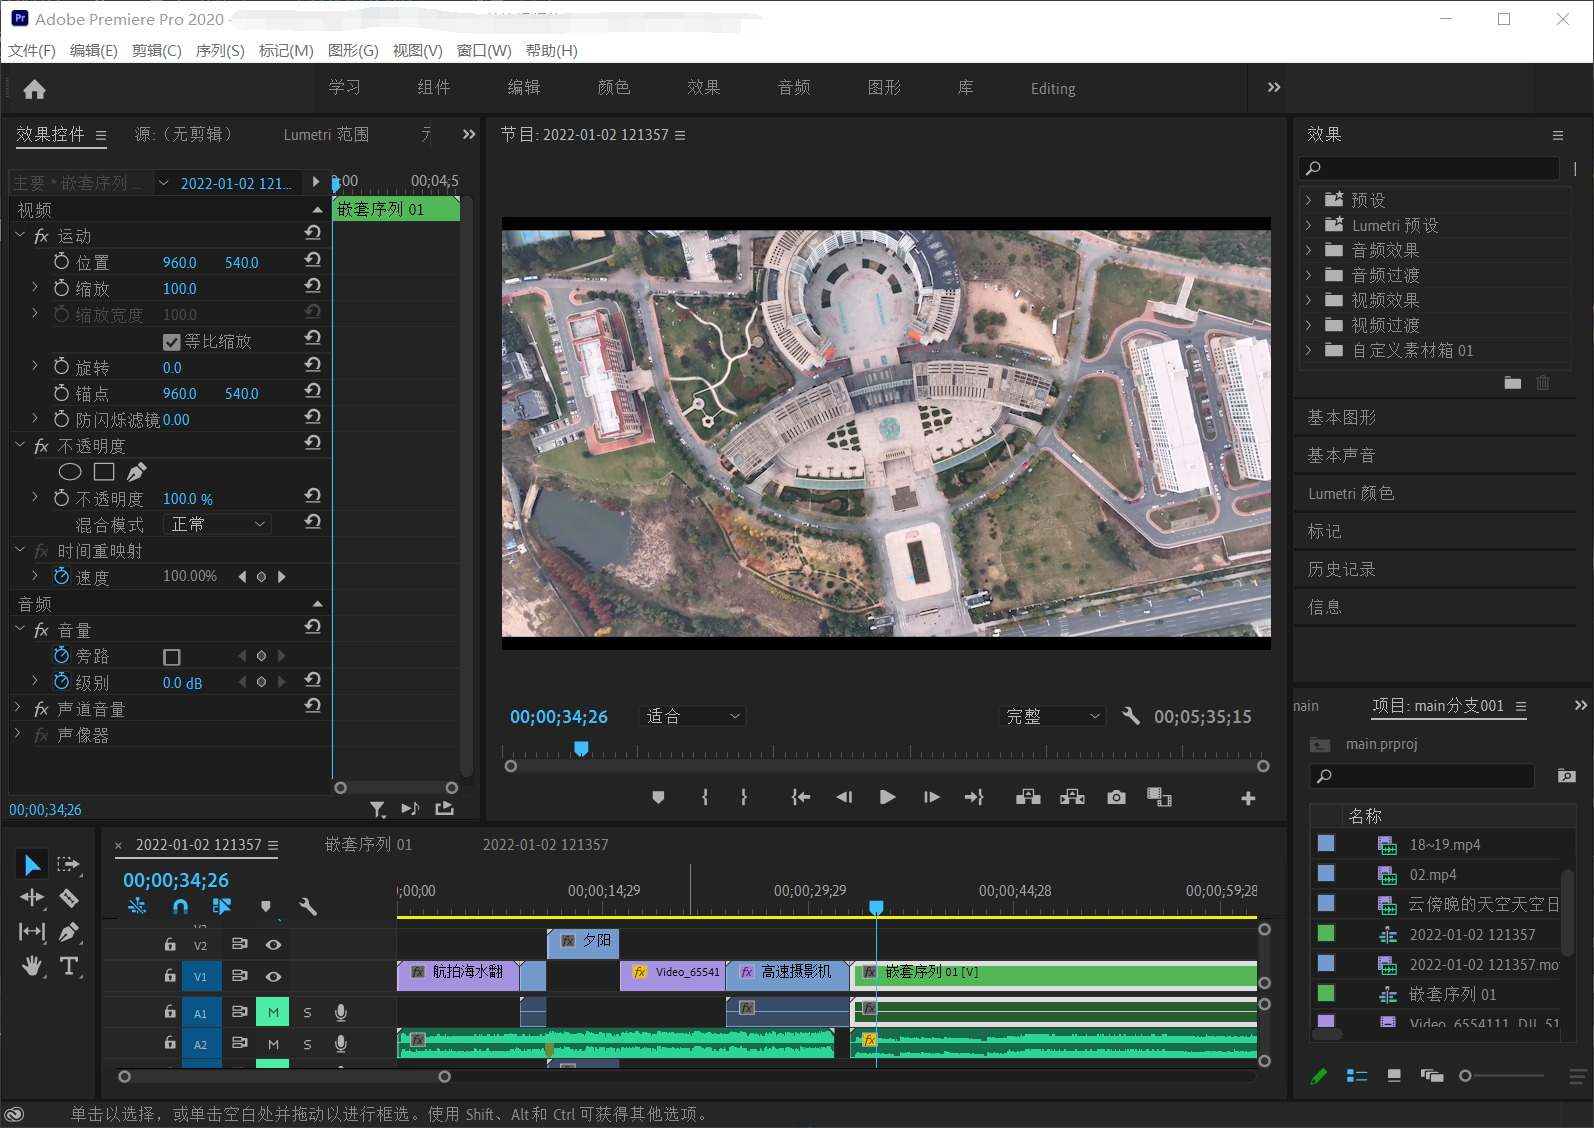 Adobe Premiere Pro 2020 -
文件(F) 编辑(E) 剪辑(C) 序列(S) 标记(M) 图形(G) 视图(V) 窗口(W) 帮助(H)
学习 组件 编辑 颜色 效果 音频 图形 库 Editing
效果控件 源:（无剪辑） Lumetri 范围
主要 * 嵌套序列 ... 2022-01-02 121... :00 00;04;5
视频 嵌套序列 01
fx 运动
位置 960.0 540.0
缩放 100.0
缩放宽度 100.0
等比缩放
旋转 0.0
锚点 960.0 540.0
防闪烁滤镜 0.00
fx 不透明度
不透明度 100.0 %
混合模式 正常
fx 时间重映射
速度 100.00%
音频
fx 音量
旁路
级别 0.0 dB
fx 声道音量
fx 声像器
00;00;34;26
节目: 2022-01-02 121357
00;00;34;26 适合 完整 00;05;35;15
效果
预设
Lumetri 预设
音频效果
音频过渡
视频效果
视频过渡
自定义素材箱 01
基本图形
基本声音
Lumetri 颜色
标记
历史记录
信息
main 项目: main分支001
main.prproj
名称
18~19.mp4
02.mp4
云傍晚的天空天空日
2022-01-02 121357
2022-01-02 121357.mo
嵌套序列 01
Video_6554111_DJI_51
× 2022-01-02 121357 嵌套序列 01 2022-01-02 121357
00;00;34;26
;00;00 00;00;14;29 00;00;29;29 00;00;44;28 00;00;59;28
V2 fx 夕阳
V1 fx 航拍海水翻 fx Video_65541 fx 高速摄影机 fx 嵌套序列 01 [V]
A1 M S fx fx
A2 M S fx fx
单击以选择，或单击空白处并拖动以进行框选。使用 Shift、Alt 和 Ctrl 可获得其他选项。